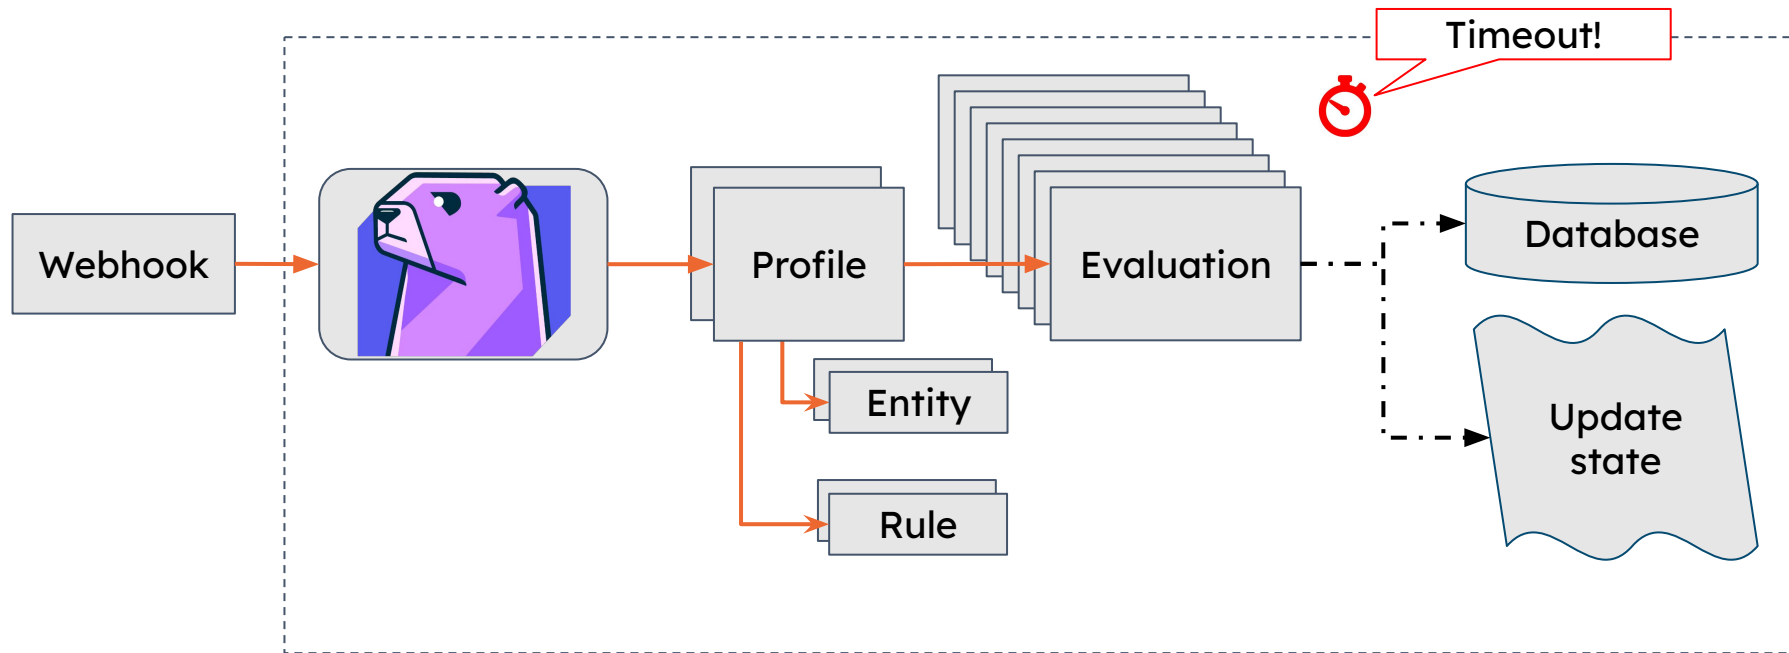 Timeout!
Webhook
Profile
Evaluation
Database
Entity
Rule
Update
state